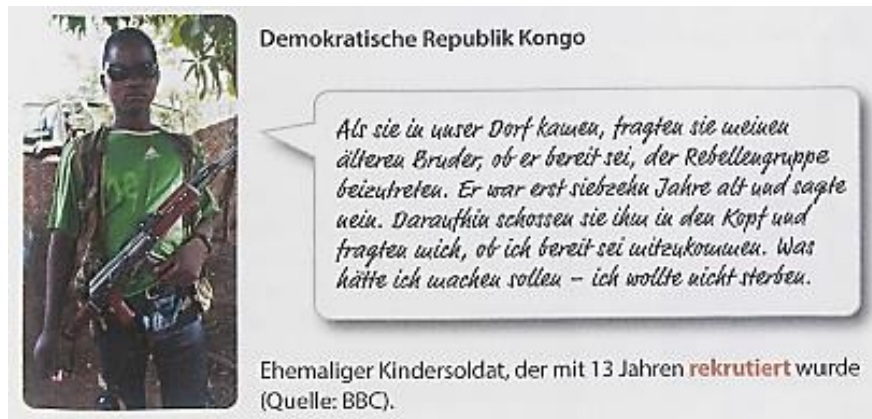 Demokratische Republik Kongo
Als sie in unser Dorf kamen, fragten sie meinen
älteren Bruder, ob er bereit sei, der Rebellengruppe
beizutreten. Er war erst siebzehn Jahre alt und sagte
nein. Daraufhin schossen sie ihm in den Kopf und
fragten mich, ob ich bereit sei mitzukommen. Was
hätte ich machen sollen – ich wollte nicht sterben.
Ehemaliger Kindersoldat, der mit 13 Jahren rekrutiert wurde
(Quelle: BBC).